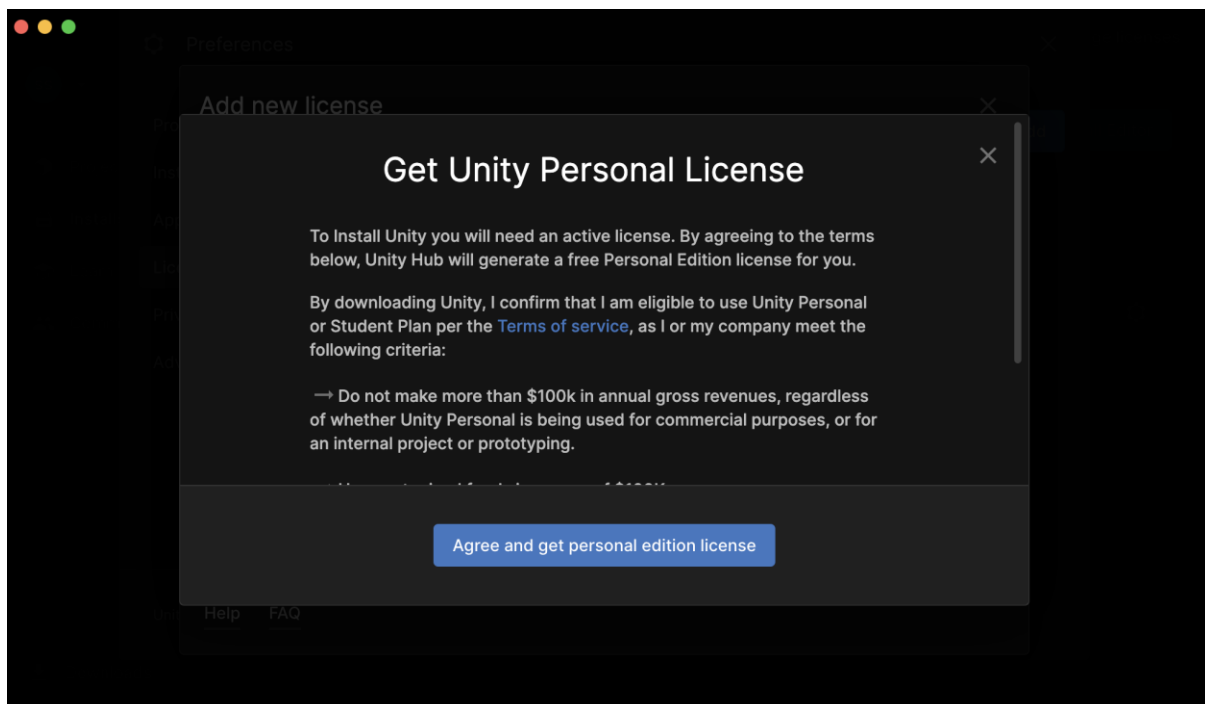 Preferences
Add new license
Get Unity Personal License
To Install Unity you will need an active license. By agreeing to the terms
below, Unity Hub will generate a free Personal Edition license for you.
By downloading Unity, I confirm that I am eligible to use Unity Personal
or Student Plan per the Terms of service, as I or my company meet the
following criteria:
→ Do not make more than $100k in annual gross revenues, regardless
of whether Unity Personal is being used for commercial purposes, or for
an internal project or prototyping.
Agree and get personal edition license
Help FAQ